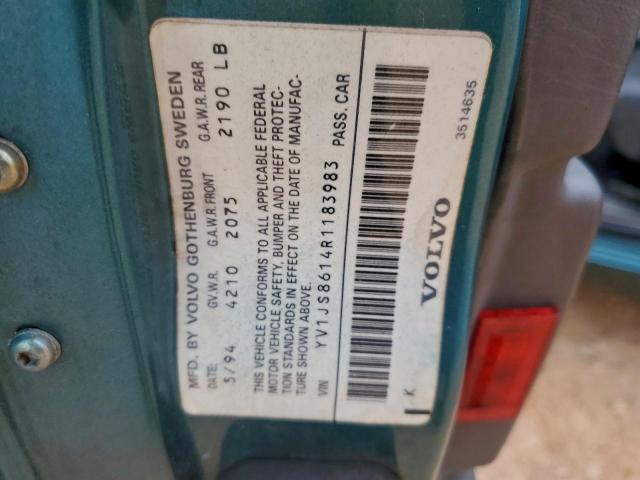 MFD. BY VOLVO GOTHENBURG SWEDEN
DATE: G.V.W.R. G.A.W.R. FRONT G.A.W.R. REAR
5/94 4210 2075 2190 LB
THIS VEHICLE CONFORMS TO ALL APPLICABLE FEDERAL
MOTOR VEHICLE SAFETY, BUMPER AND THEFT PROTEC-
TION STANDARDS IN EFFECT ON THE DATE OF MANUFAC-
TURE SHOWN ABOVE.
VIN YV1JS8614R1183983 PASS. CAR
VOLVO
3514635
K